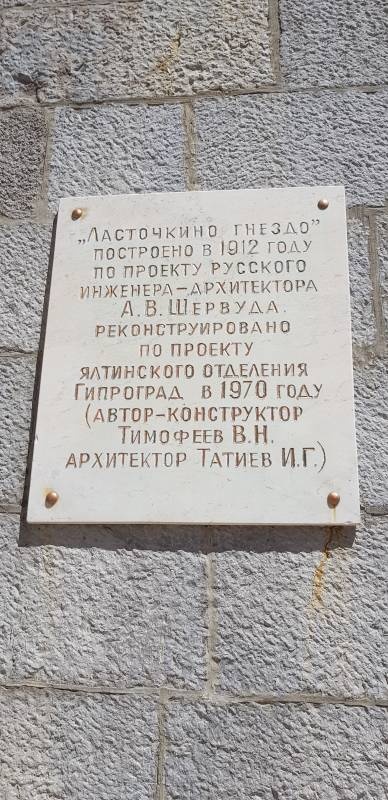 „Ласточкино гнездо”
построено в 1912 году
по проекту русского
инженера-архитектора
А.В. Шервуда.
реконструировано
по проекту
ялтинского отделения
Гипроград в 1970 году
(автор-конструктор
Тимофеев В.Н.
архитектор Татиев И.Г.)